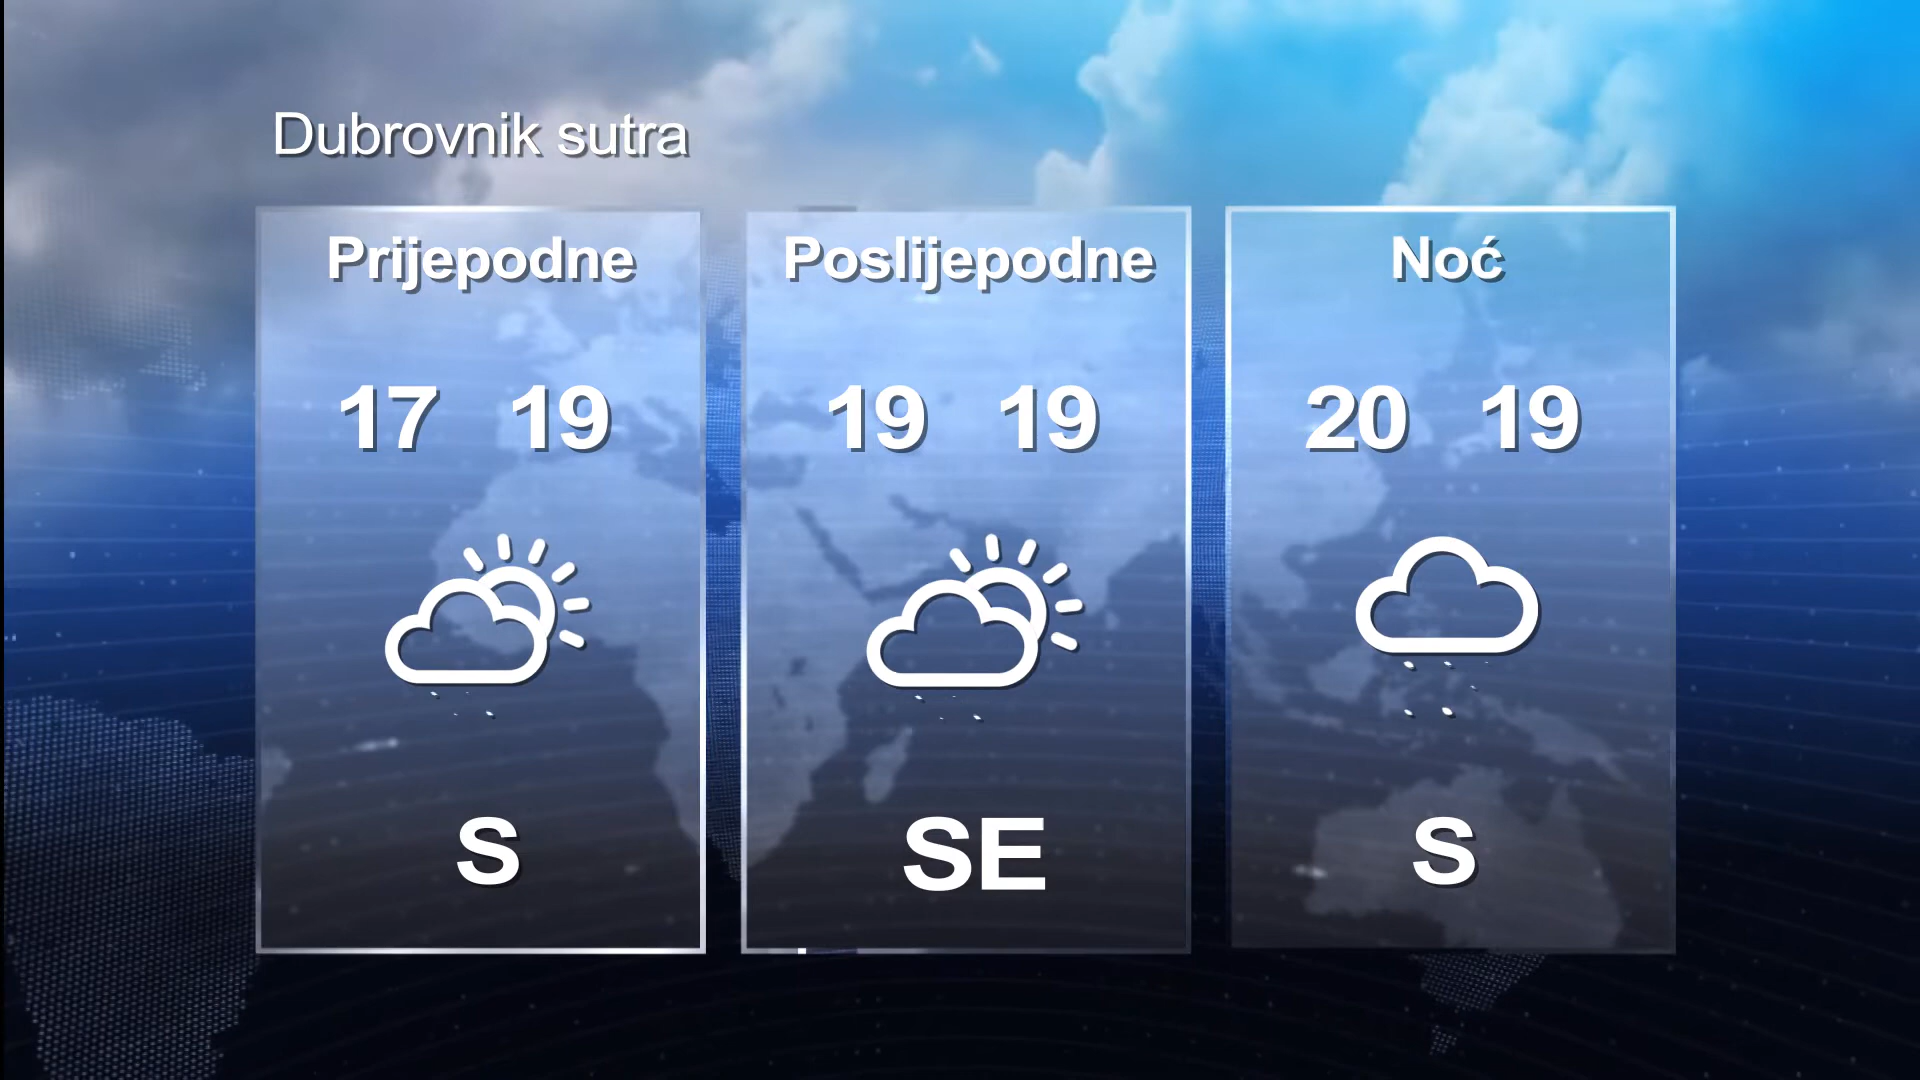 Dubrovnik sutra
Prijepodne
17 19
S
Poslijepodne
19 19
SE
Noć
20 19
S